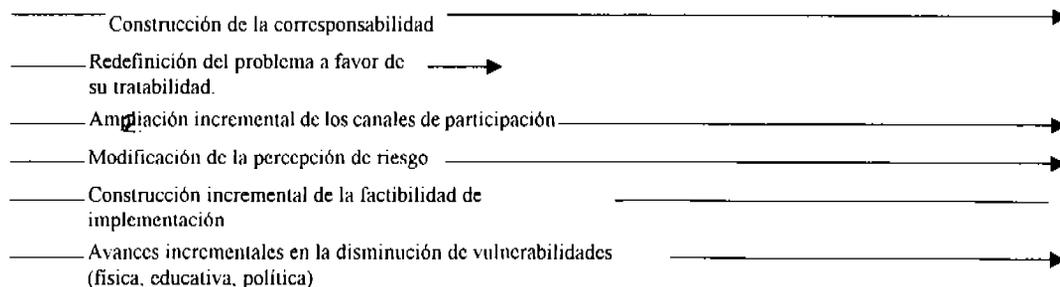 Construcción de la corresponsabilidad
Redefinición del problema a favor de
su tratabilidad.
Ampliación incremental de los canales de participación
Modificación de la percepción de riesgo
Construcción incremental de la factibilidad de
implementación
Avances incrementales en la disminución de vulnerabilidades
(física, educativa, política)